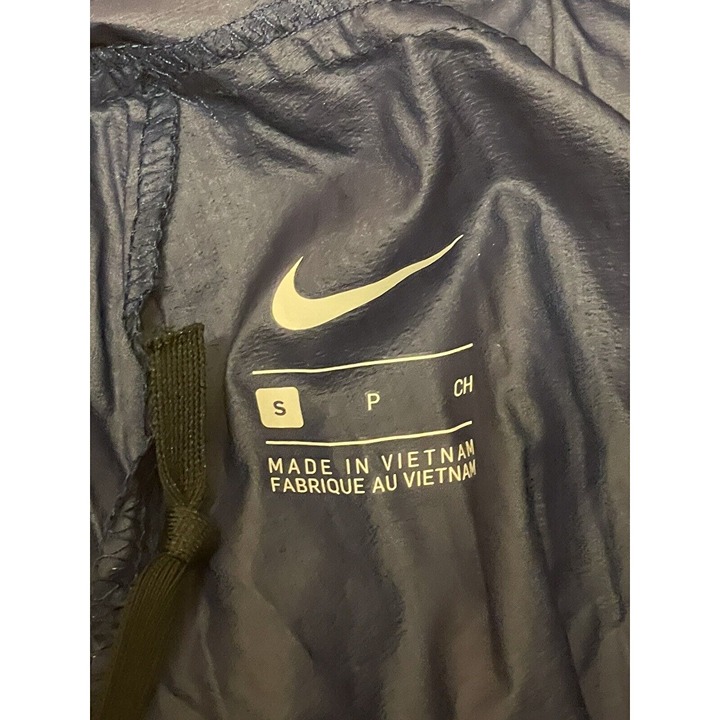 S P CH
MADE IN VIETNAM
FABRIQUE AU VIETNAM